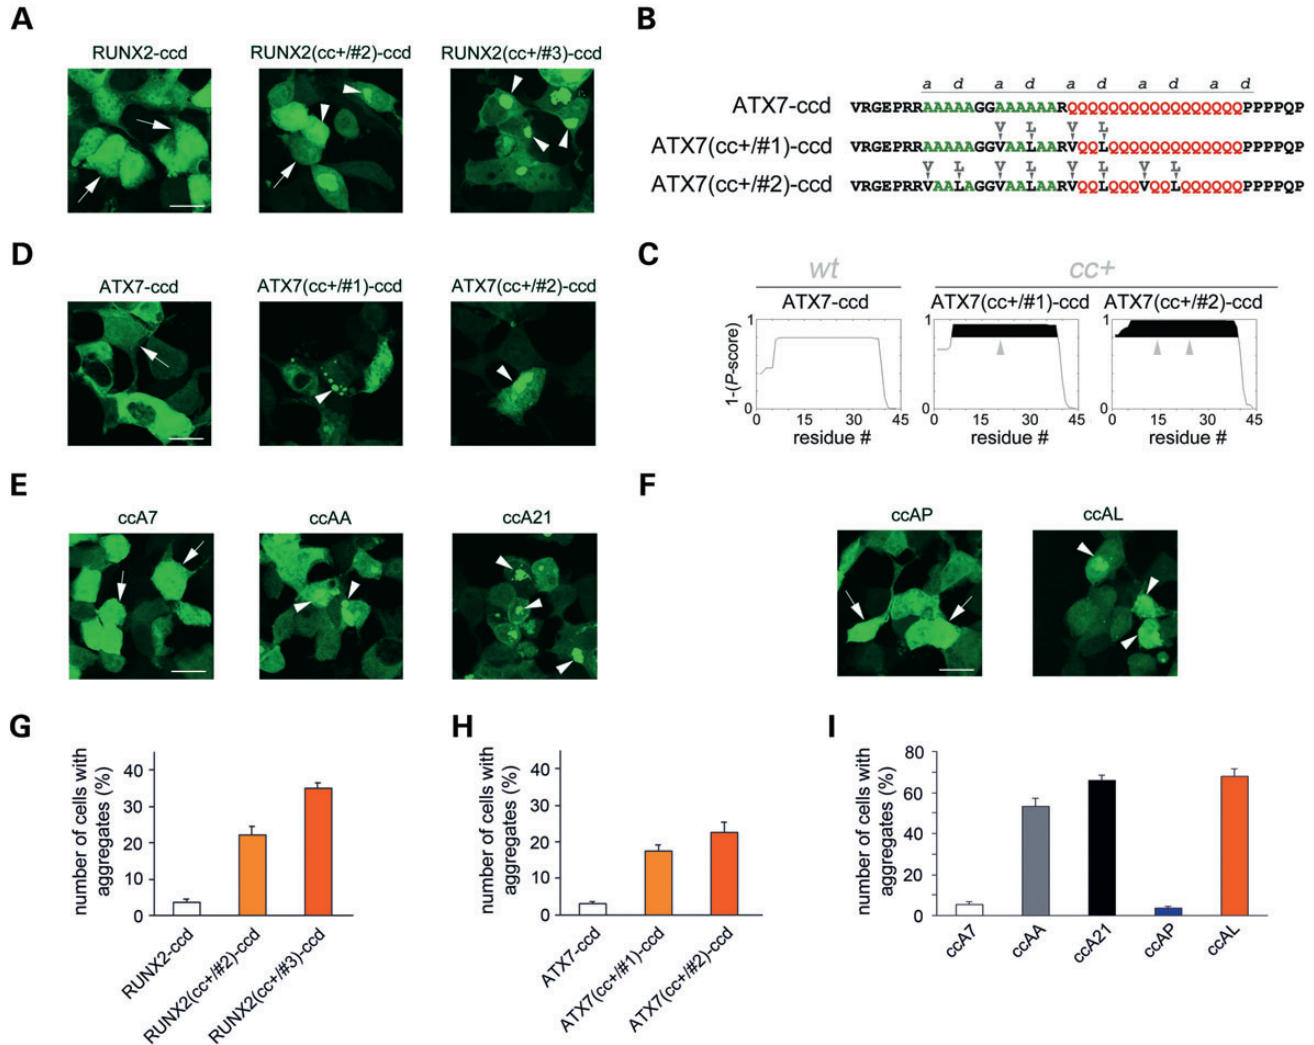 A
RUNX2-ccd
RUNX2(cc+/#2)-ccd
RUNX2(cc+/#3)-ccd
B
a d a d a d a d a d
ATX7-ccd VRGEPRRAAAAAGGAAAAAARQQQQQQQQQQQQQQQQQPPPPQP
V L V L
ATX7(cc+/#1)-ccd VRGEPRRAAAAAGGVAALAARVQQLQQQQQQQQQQQQQPPPPQP
V L V L V L V L
ATX7(cc+/#2)-ccd VRGEPRRVAALAGGVAALAARVQQLQQQVQQLQQQQQQPPPPQP
D
ATX7-ccd
ATX7(cc+/#1)-ccd
ATX7(cc+/#2)-ccd
C
wt
cc+
ATX7-ccd
ATX7(cc+/#1)-ccd
ATX7(cc+/#2)-ccd
1-(P-score)
1
0
0 15 30 45
residue #
1
0
0 15 30 45
residue #
1
0
0 15 30 45
residue #
E
ccA7
ccAA
ccA21
F
ccAP
ccAL
G
number of cells with
aggregates (%)
40
30
20
10
0
RUNX2-ccd
RUNX2(cc+/#2)-ccd
RUNX2(cc+/#3)-ccd
H
number of cells with
aggregates (%)
40
30
20
10
0
ATX7-ccd
ATX7(cc+/#1)-ccd
ATX7(cc+/#2)-ccd
I
number of cells with
aggregates (%)
80
60
40
20
0
ccA7
ccAA
ccA21
ccAP
ccAL